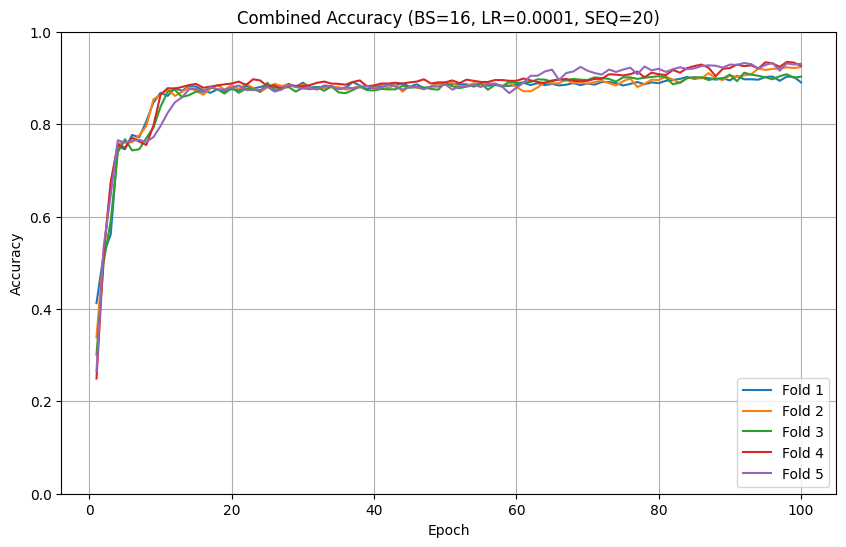 Combined Accuracy (BS=16, LR=0.0001, SEQ=20)
1.0
0.8
0.6
0.4
0.2
0.0
Accuracy
0 20 40 60 80 100
Epoch
Fold 1
Fold 2
Fold 3
Fold 4
Fold 5